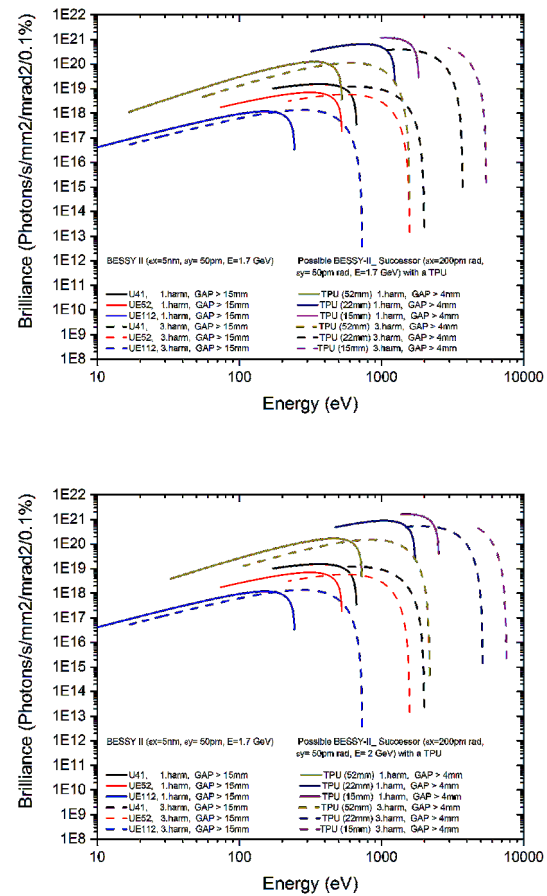 1E22
1E21
1E20
1E19
1E18
1E17
1E16
1E15
1E14
1E13
1E12
1E11
1E10
1E9
1E8
Brilliance (Photons/s/mm2/mrad2/0.1%)
BESSY II (εx=5nm, εy= 50pm, E=1.7 GeV)
U41, 1.harm, GAP > 15mm
UE52, 1.harm, GAP > 15mm
UE112, 1.harm, GAP > 15mm
U41, 3.harm, GAP > 15mm
UE52, 3.harm, GAP > 15mm
UE112, 3.harm, GAP > 15mm
Possible BESSY-II_ Successor (εx=200pm rad,
εy= 50pm rad, E=1.7 GeV) with a TPU
TPU (52mm) 1.harm, GAP > 4mm
TPU (22mm) 1.harm, GAP > 4mm
TPU (15mm) 1.harm, GAP > 4mm
TPU (52mm) 3.harm, GAP > 4mm
TPU (22mm) 3.harm, GAP > 4mm
TPU (15mm) 3.harm, GAP > 4mm
10 100 1000 10000
Energy (eV)
1E22
1E21
1E20
1E19
1E18
1E17
1E16
1E15
1E14
1E13
1E12
1E11
1E10
1E9
1E8
Brilliance (Photons/s/mm2/mrad2/0.1%)
BESSY II (εx=5nm, εy= 50pm, E=1.7 GeV)
U41, 1.harm, GAP > 15mm
UE52, 1.harm, GAP > 15mm
UE112, 1.harm, GAP > 15mm
U41, 3.harm, GAP > 15mm
UE52, 3.harm, GAP > 15mm
UE112, 3.harm, GAP > 15mm
Possible BESSY-II_ Successor (εx=200pm rad,
εy= 50pm rad, E= 2 GeV) with a TPU
TPU (52mm) 1.harm, GAP > 4mm
TPU (22mm) 1.harm, GAP > 4mm
TPU (15mm) 1.harm, GAP > 4mm
TPU (52mm) 3.harm, GAP > 4mm
TPU (22mm) 3.harm, GAP > 4mm
TPU (15mm) 3.harm, GAP > 4mm
10 100 1000 10000
Energy (eV)